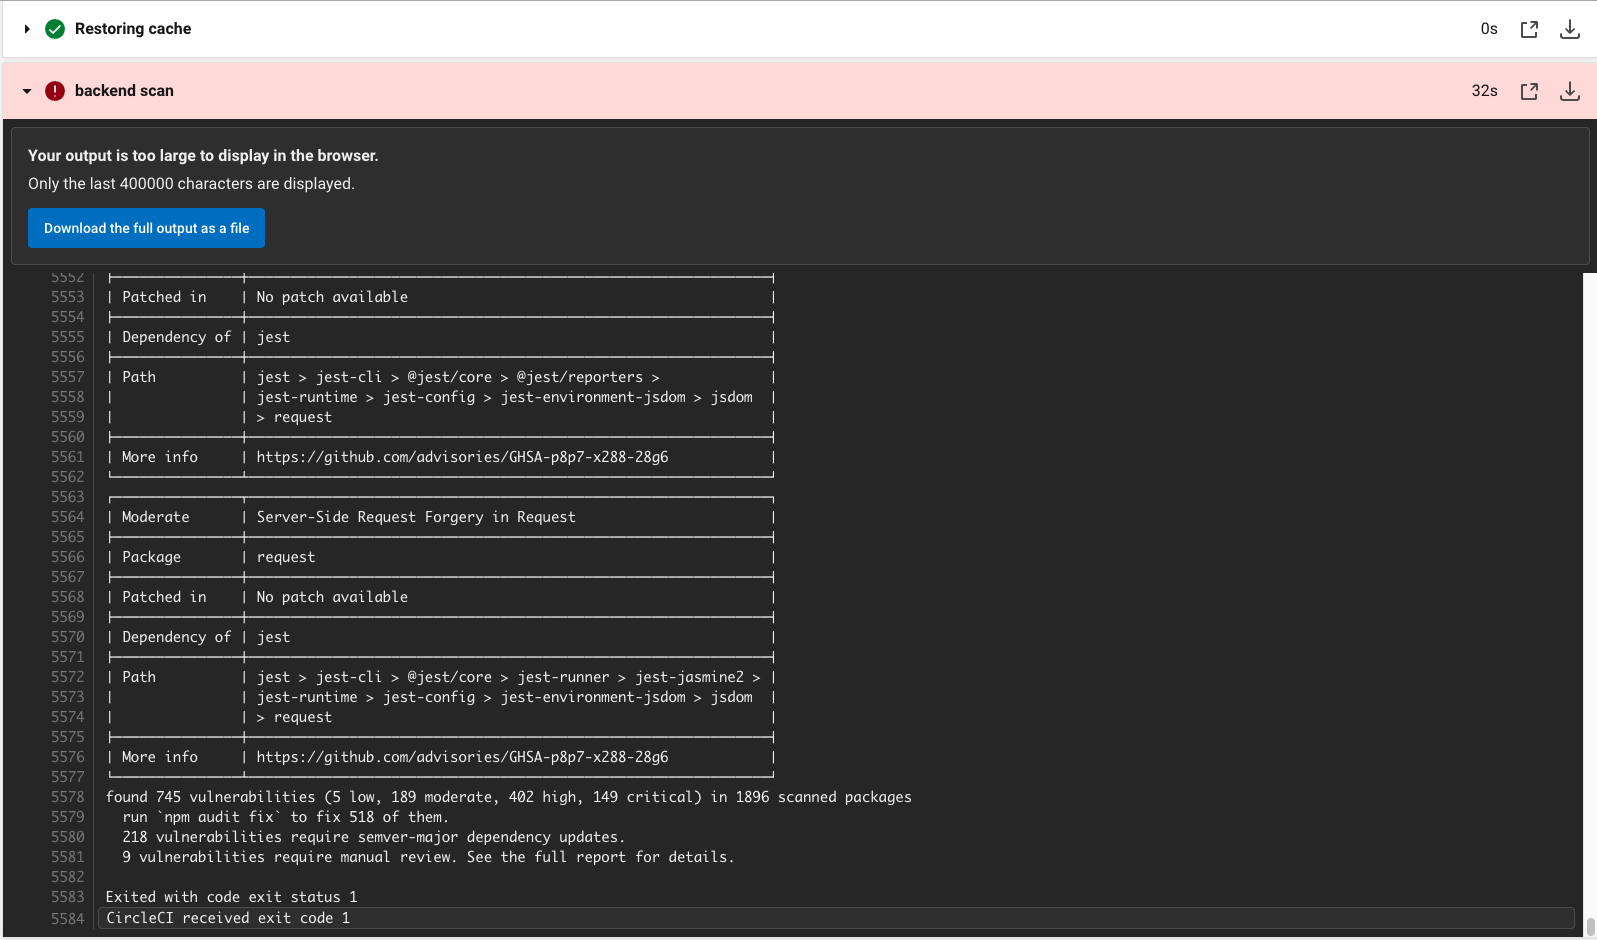 Restoring cache 0s
backend scan 32s
Your output is too large to display in the browser.
Only the last 400000 characters are displayed.
Download the full output as a file
5552
5553 | Patched in | No patch available |
5554
5555 | Dependency of | jest |
5556
5557 | Path | jest > jest-cli > @jest/core > @jest/reporters > |
5558 | | jest-runtime > jest-config > jest-environment-jsdom > jsdom |
5559 | | > request |
5560
5561 | More info | https://github.com/advisories/GHSA-p8p7-x288-28g6 |
5562
5563
5564 | Moderate | Server-Side Request Forgery in Request |
5565
5566 | Package | request |
5567
5568 | Patched in | No patch available |
5569
5570 | Dependency of | jest |
5571
5572 | Path | jest > jest-cli > @jest/core > jest-runner > jest-jasmine2 > |
5573 | | jest-runtime > jest-config > jest-environment-jsdom > jsdom |
5574 | | > request |
5575
5576 | More info | https://github.com/advisories/GHSA-p8p7-x288-28g6 |
5577
5578 found 745 vulnerabilities (5 low, 189 moderate, 402 high, 149 critical) in 1896 scanned packages
5579 run `npm audit fix` to fix 518 of them.
5580 218 vulnerabilities require semver-major dependency updates.
5581 9 vulnerabilities require manual review. See the full report for details.
5582
5583 Exited with code exit status 1
5584 CircleCI received exit code 1